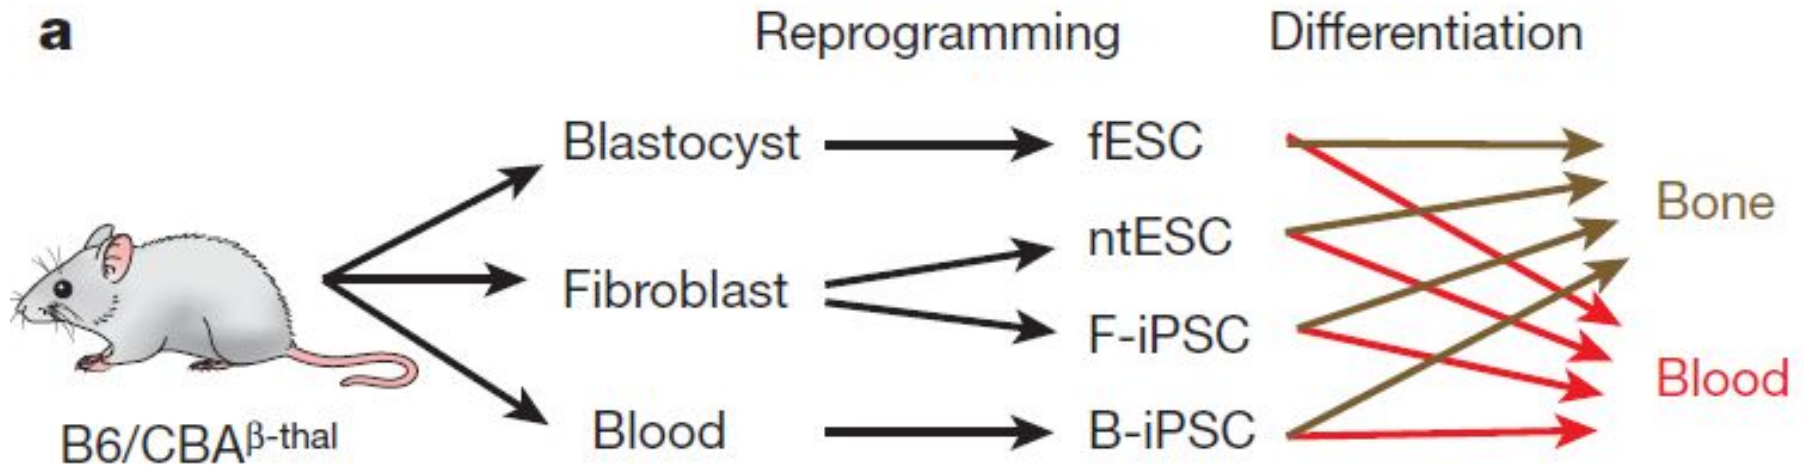 a
Reprogramming Differentiation
Blastocyst fESC
ntESC
Bone
Fibroblast
F-iPSC
Blood
Blood B-iPSC
B6/CBAβ-thal